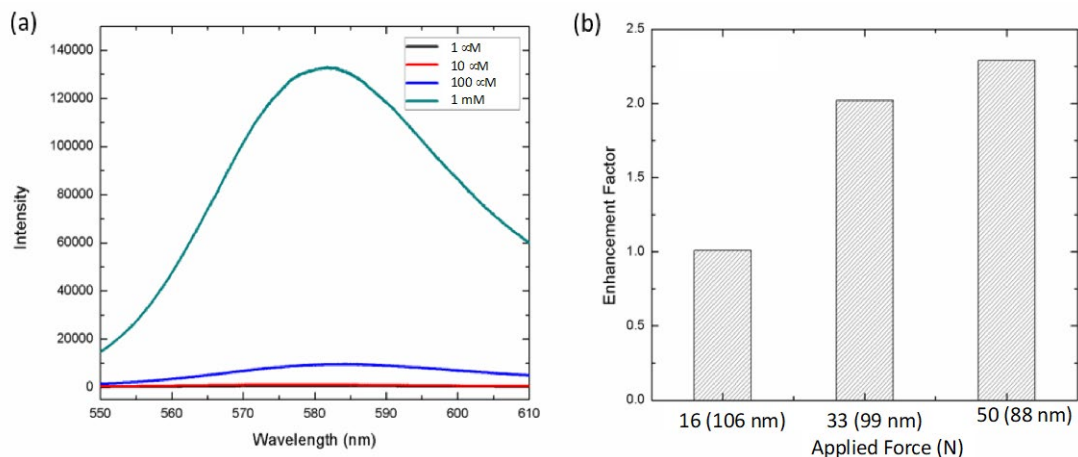 (a)
140000
120000
100000
80000
60000
40000
20000
0
Intensity
1 ∝M
10 ∝M
100 ∝M
1 mM
550 560 570 580 590 600 610
Wavelength (nm)
(b)
2.5
2.0
1.5
1.0
0.5
0.0
Enhancement Factor
16 (106 nm) 33 (99 nm) 50 (88 nm)
Applied Force (N)